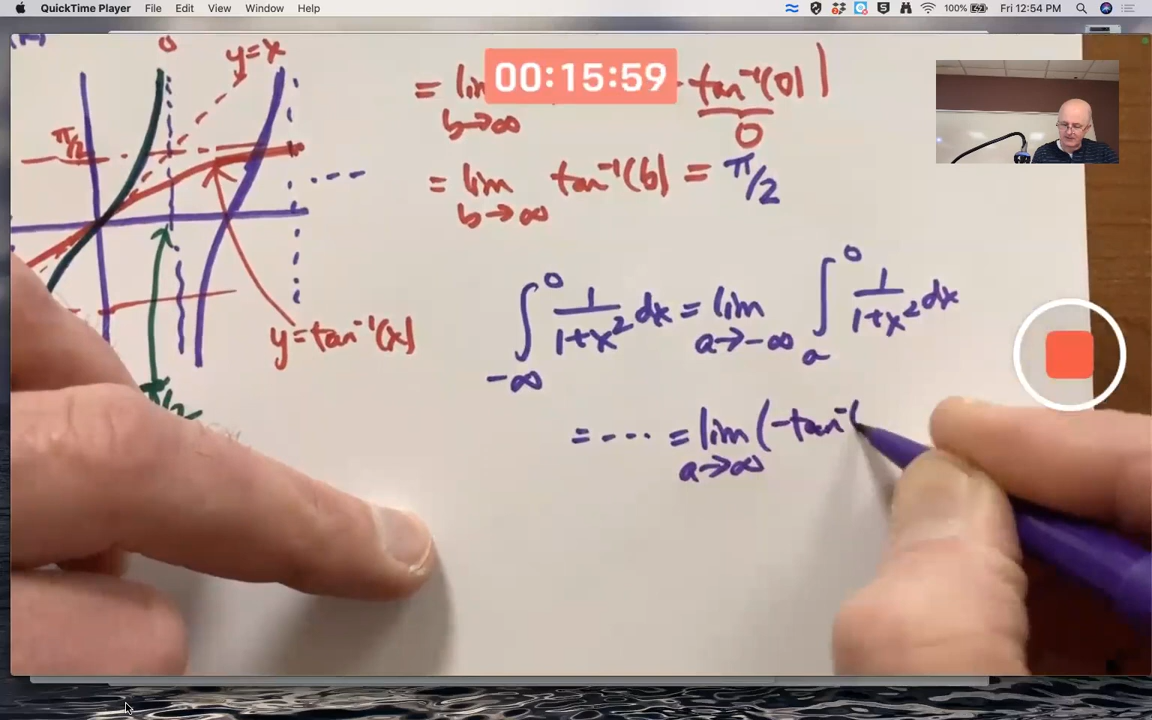 QuickTime Player File Edit View Window Help 100% Fri 12:54 PM
0
y=x
00:15:59
= lim b→∞ - tan⁻¹(0)
0
π/2
= lim b→∞ tan⁻¹(b) = π/2
y=tan⁻¹(x)
∫_{-∞}^{0} 1/(1+x²) dx = lim a→-∞ ∫_{a}^{0} 1/(1+x²) dx
= --- = lim a→∞ (-tan⁻¹(